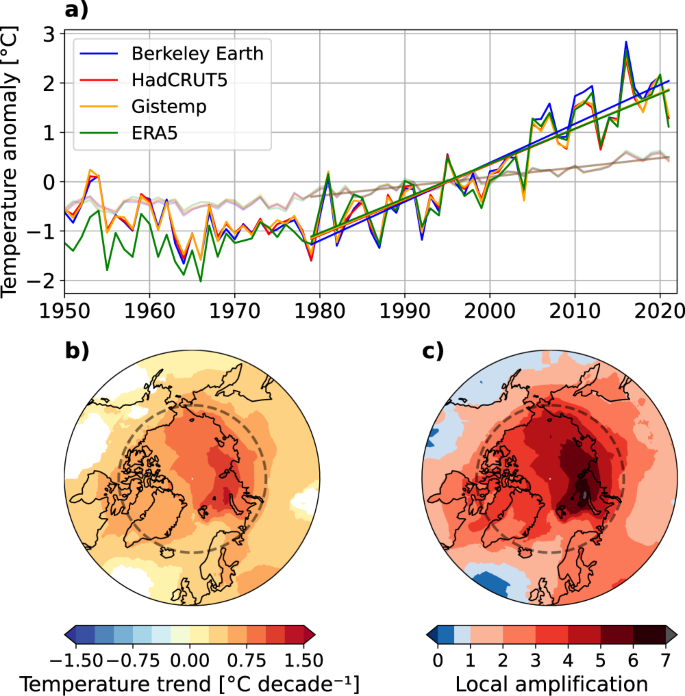 a)
Temperature anomaly [°C]
3
2
1
0
−1
−2
Berkeley Earth
HadCRUT5
Gistemp
ERA5
1950 1960 1970 1980 1990 2000 2010 2020
b) c)
−1.50 −0.75 0.00 0.75 1.50
Temperature trend [°C decade⁻¹]
0 1 2 3 4 5 6 7
Local amplification